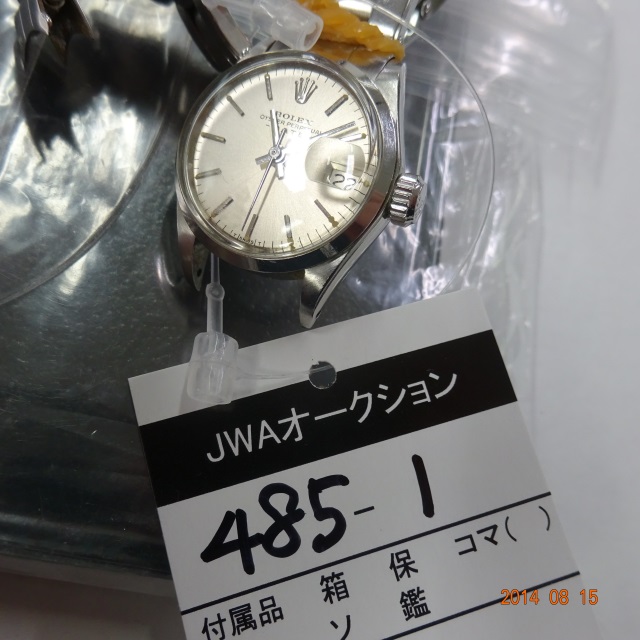 ROLEX
OYSTER PERPETUAL
JWAオークション
485-1
付属品 箱 保 コマ( )
ソ 鑑
2014 08 15